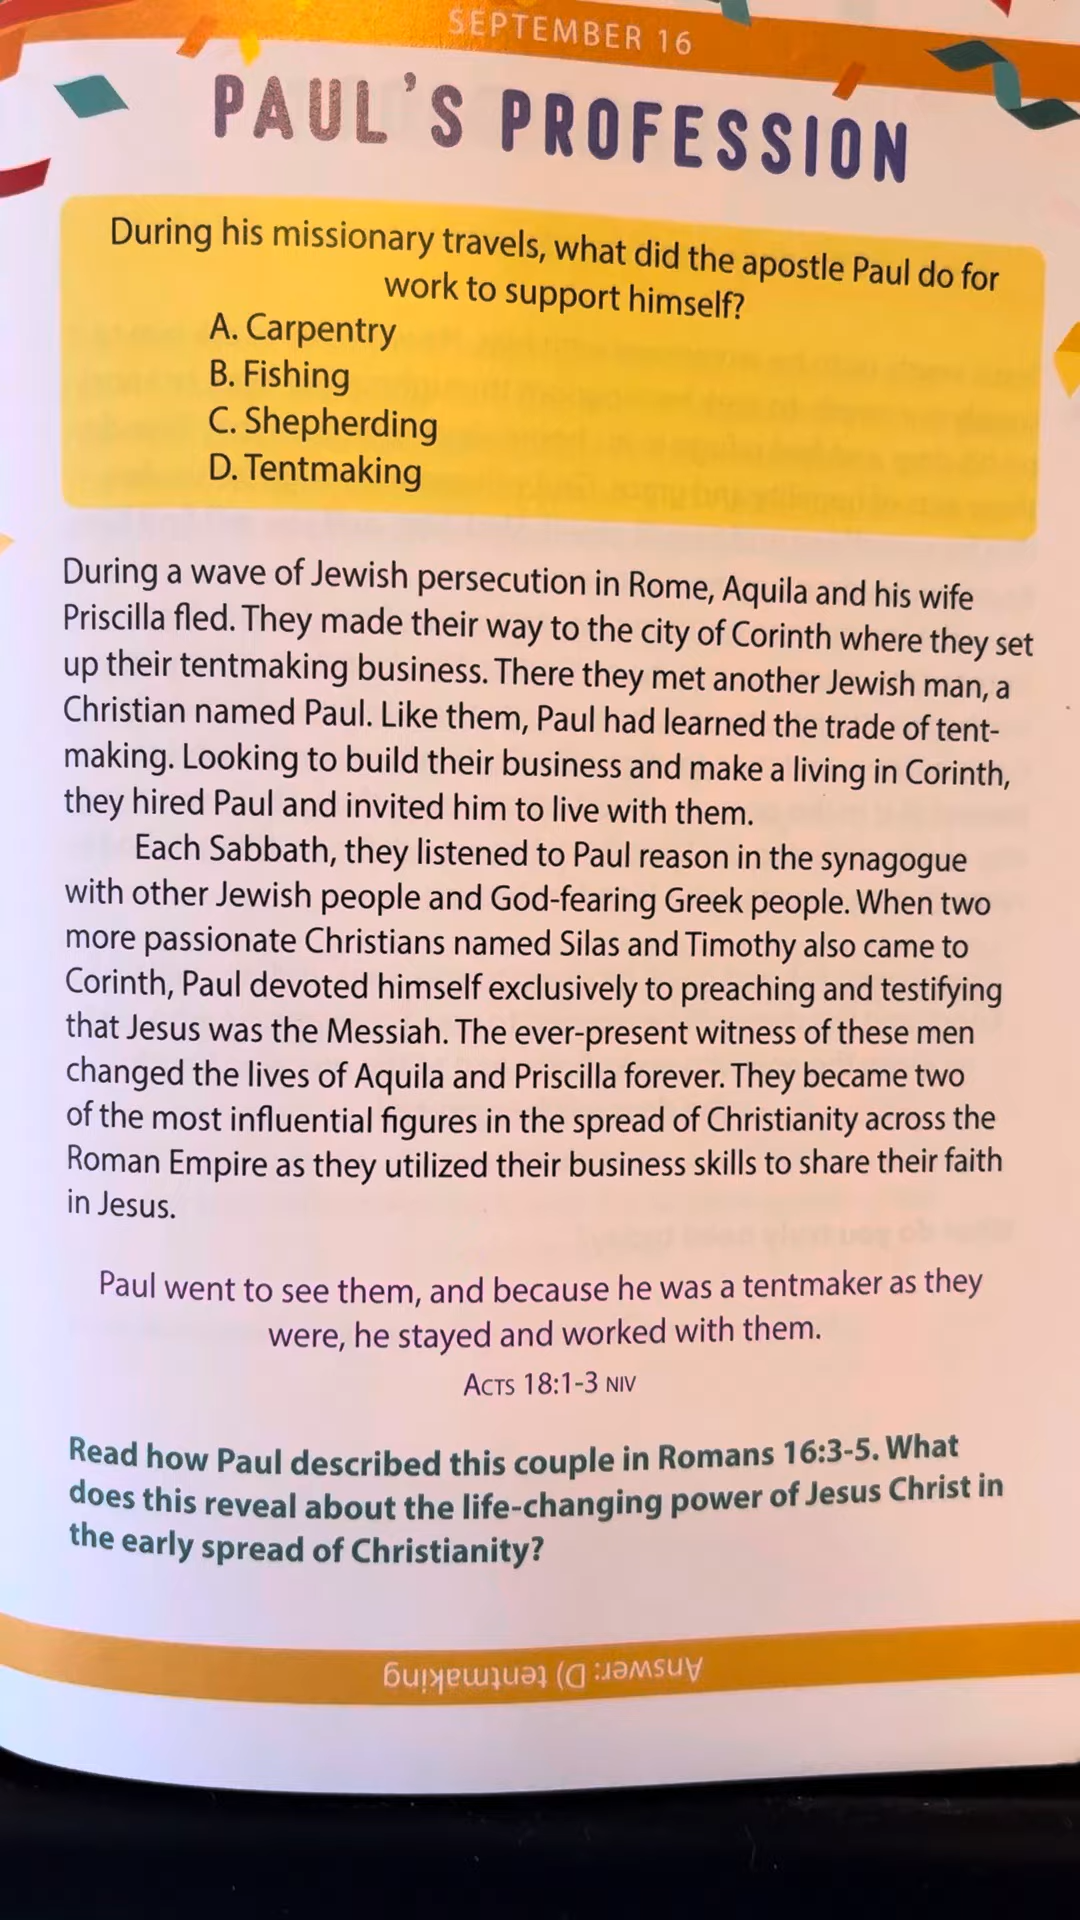 SEPTEMBER 16
PAUL'S PROFESSION
During his missionary travels, what did the apostle Paul do for
work to support himself?
A. Carpentry
B. Fishing
C. Shepherding
D. Tentmaking
During a wave of Jewish persecution in Rome, Aquila and his wife
Priscilla fled. They made their way to the city of Corinth where they set
up their tentmaking business. There they met another Jewish man, a
Christian named Paul. Like them, Paul had learned the trade of tent-
making. Looking to build their business and make a living in Corinth,
they hired Paul and invited him to live with them.
Each Sabbath, they listened to Paul reason in the synagogue
with other Jewish people and God-fearing Greek people. When two
more passionate Christians named Silas and Timothy also came to
Corinth, Paul devoted himself exclusively to preaching and testifying
that Jesus was the Messiah. The ever-present witness of these men
changed the lives of Aquila and Priscilla forever. They became two
of the most influential figures in the spread of Christianity across the
Roman Empire as they utilized their business skills to share their faith
in Jesus.
Paul went to see them, and because he was a tentmaker as they
were, he stayed and worked with them.
ACTS 18:1-3 NIV
Read how Paul described this couple in Romans 16:3-5. What
does this reveal about the life-changing power of Jesus Christ in
the early spread of Christianity?
Answer: D) tentmaking